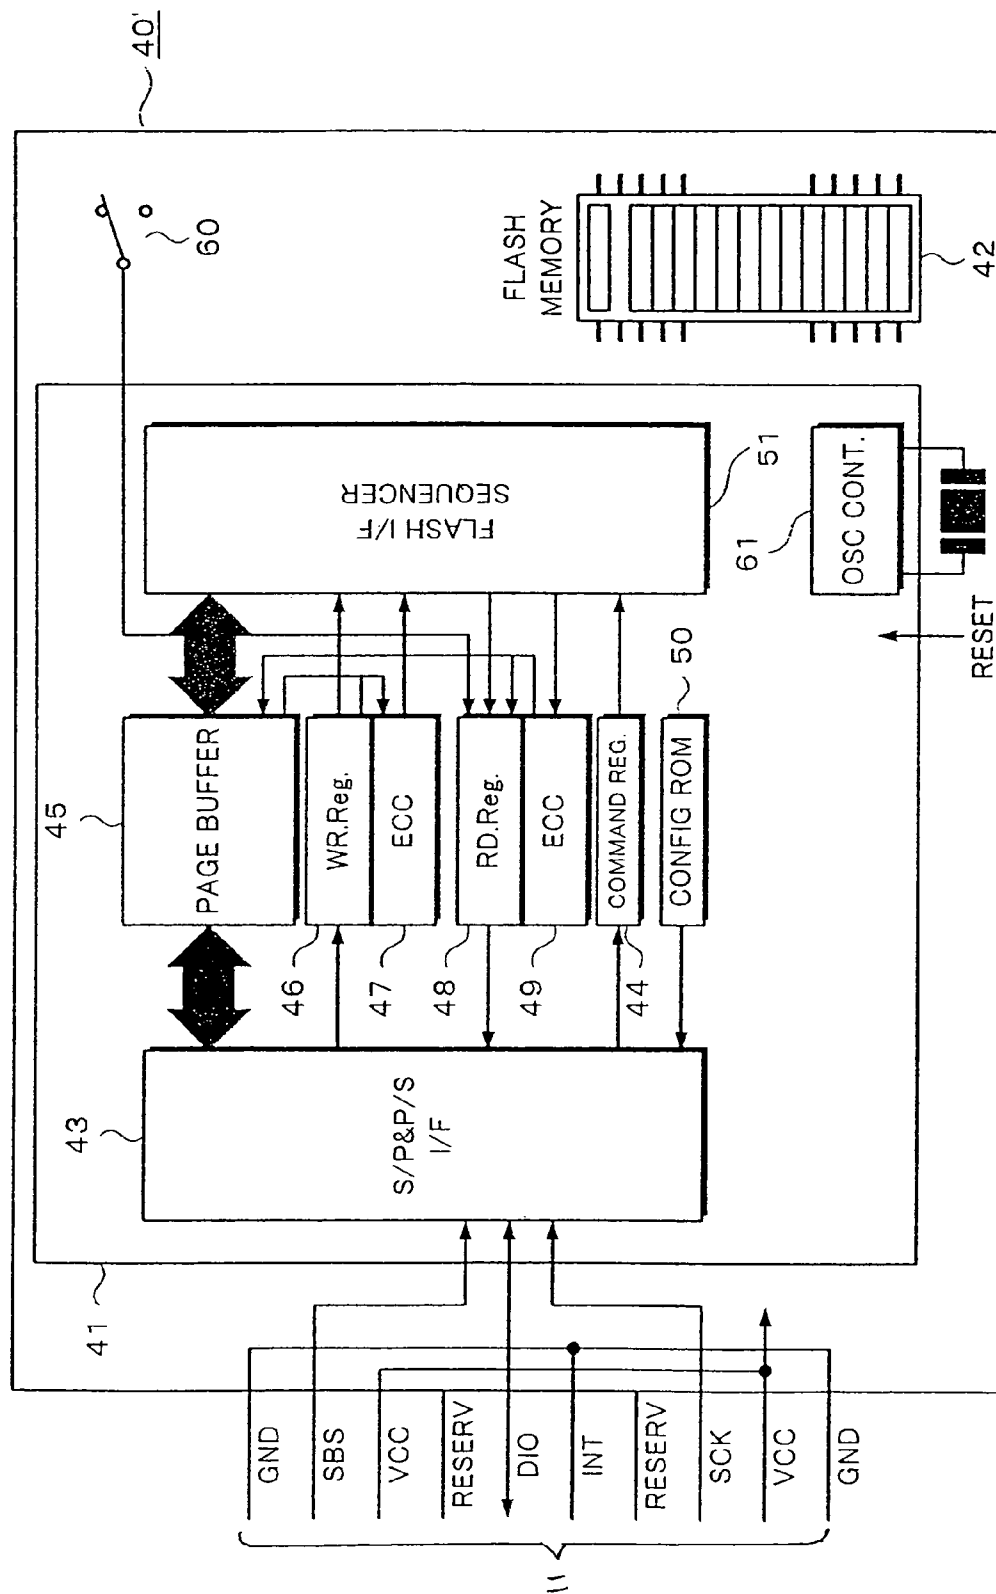 40'
60
FLASH
MEMORY
42
FLASH I/F
SEQUENCER
51
61
OSC CONT.
RESET
45
PAGE BUFFER
46
WR.Reg.
47
ECC
48
RD.Reg.
49
ECC
44
COMMAND REG.
50
CONFIG ROM
43
S/P&P/S
I/F
41
GND
SBS
VCC
RESERV
DIO
INT
RESERV
SCK
VCC
GND
11